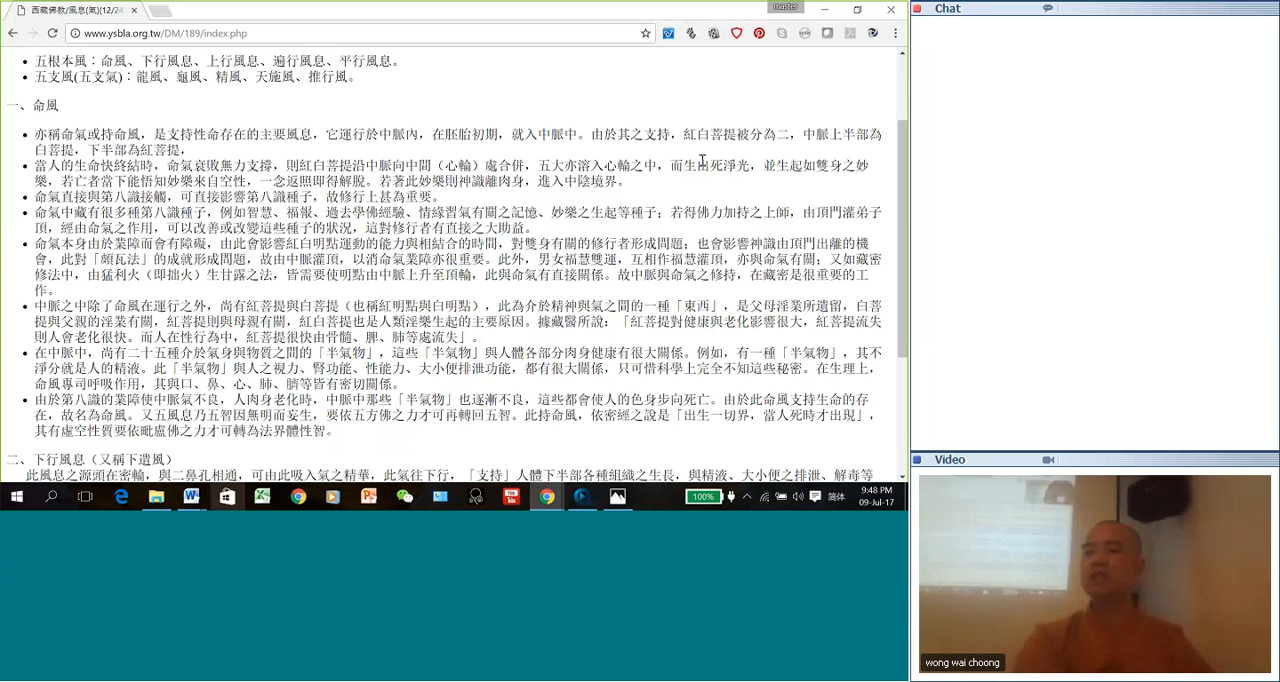 西藏佛教/風息(氣)(12/24
master
www.ysbla.org.tw/DM/189/index.php
五根本風：命風、下行風息、上行風息、遍行風息、平行風息。
五支風(五支氣)：龍風、龜風、精風、天施風、推行風。
一、命風
亦稱命氣或持命風，是支持性命存在的主要風息，它運行於中脈內，在胚胎初期，就入中脈中。由於其之支持，紅白菩提被分為二，中脈上半部為
白菩提，下半部為紅菩提，
當人的生命快終結時，命氣衰敗無力支撐，則紅白菩提沿中脈向中間（心輪）處合併，五大亦溶入心輪之中，而生出死淨光，並生起如雙身之妙
樂，若亡者當下能悟知妙樂來自空性，一念返照即得解脫。若著此妙樂則神識離肉身，進入中陰境界。
命氣直接與第八識接觸，可直接影響第八識種子，故修行上甚為重要。
命氣中藏有很多種第八識種子，例如智慧、福報、過去學佛經驗、情緣習氣有關之記憶、妙樂之生起等種子；若得佛力加持之上師，由頂門灌弟子
頂，經由命氣之作用，可以改善或改變這些種子的狀況，這對修行者有直接之大助益。
命氣本身由於業障而會有障礙，由此會影響紅白明點運動的能力與相結合的時間，對雙身有關的修行者形成問題；也會影響神識由頂門出離的機
會，此對「頗瓦法」的成就形成問題，故由中脈灌頂，以消命氣業障亦很重要。此外，男女福慧雙運，互相作福慧灌頂，亦與命氣有關；又如藏密
修法中，由猛利火（即拙火）生甘露之法，皆需要使明點由中脈上升至頂輪，此與命氣有直接關係。故中脈與命氣之修持，在藏密是很重要的工
作。
中脈之中除了命風在運行之外，尚有紅菩提與白菩提（也稱紅明點與白明點），此為介於精神與氣之間的一種「東西」，是父母淫業所遺留，白菩
提與父親的淫業有關，紅菩提則與母親有關，紅白菩提也是人類淫樂生起的主要原因。據藏醫所說：「紅菩提對健康與老化影響很大，紅菩提流失
則人會老化很快。而人在性行為中，紅菩提很快由骨髓、脾、肺等處流失」。
在中脈中，尚有二十五種介於氣身與物質之間的「半氣物」，這些「半氣物」與人體各部分肉身健康有很大關係。例如，有一種「半氣物」，其不
淨分就是人的精液。此「半氣物」與人之視力、腎功能、性能力、大小便排泄功能，都有很大關係，只可惜科學上完全不知這些秘密。在生理上，
命風專司呼吸作用，其與口、鼻、心、肺、臍等皆有密切關係。
由於第八識的業障使中脈氣不良，人肉身老化時，中脈中那些「半氣物」也逐漸不良，這些都會使人的色身步向死亡。由於此命風支持生命的存
在，故名為命風。又五風息乃五智因無明而妄生，要依五方佛之力才可再轉回五智。此持命風，依密經之說是「出生一切界，當人死時才出現」，
其有虛空性質要依毗盧佛之力才可轉為法界體性智。
二、下行風息（又稱下遺風）
此風息之源頭在密輪，與二鼻孔相通，可由此吸入氣之精華，此氣往下行，「支持」人體下半部各種組織之生長，與精液、大小便之排泄、解毒等
100%
简体
9:48 PM
09-Jul-17
Chat
Video
wong wai choong